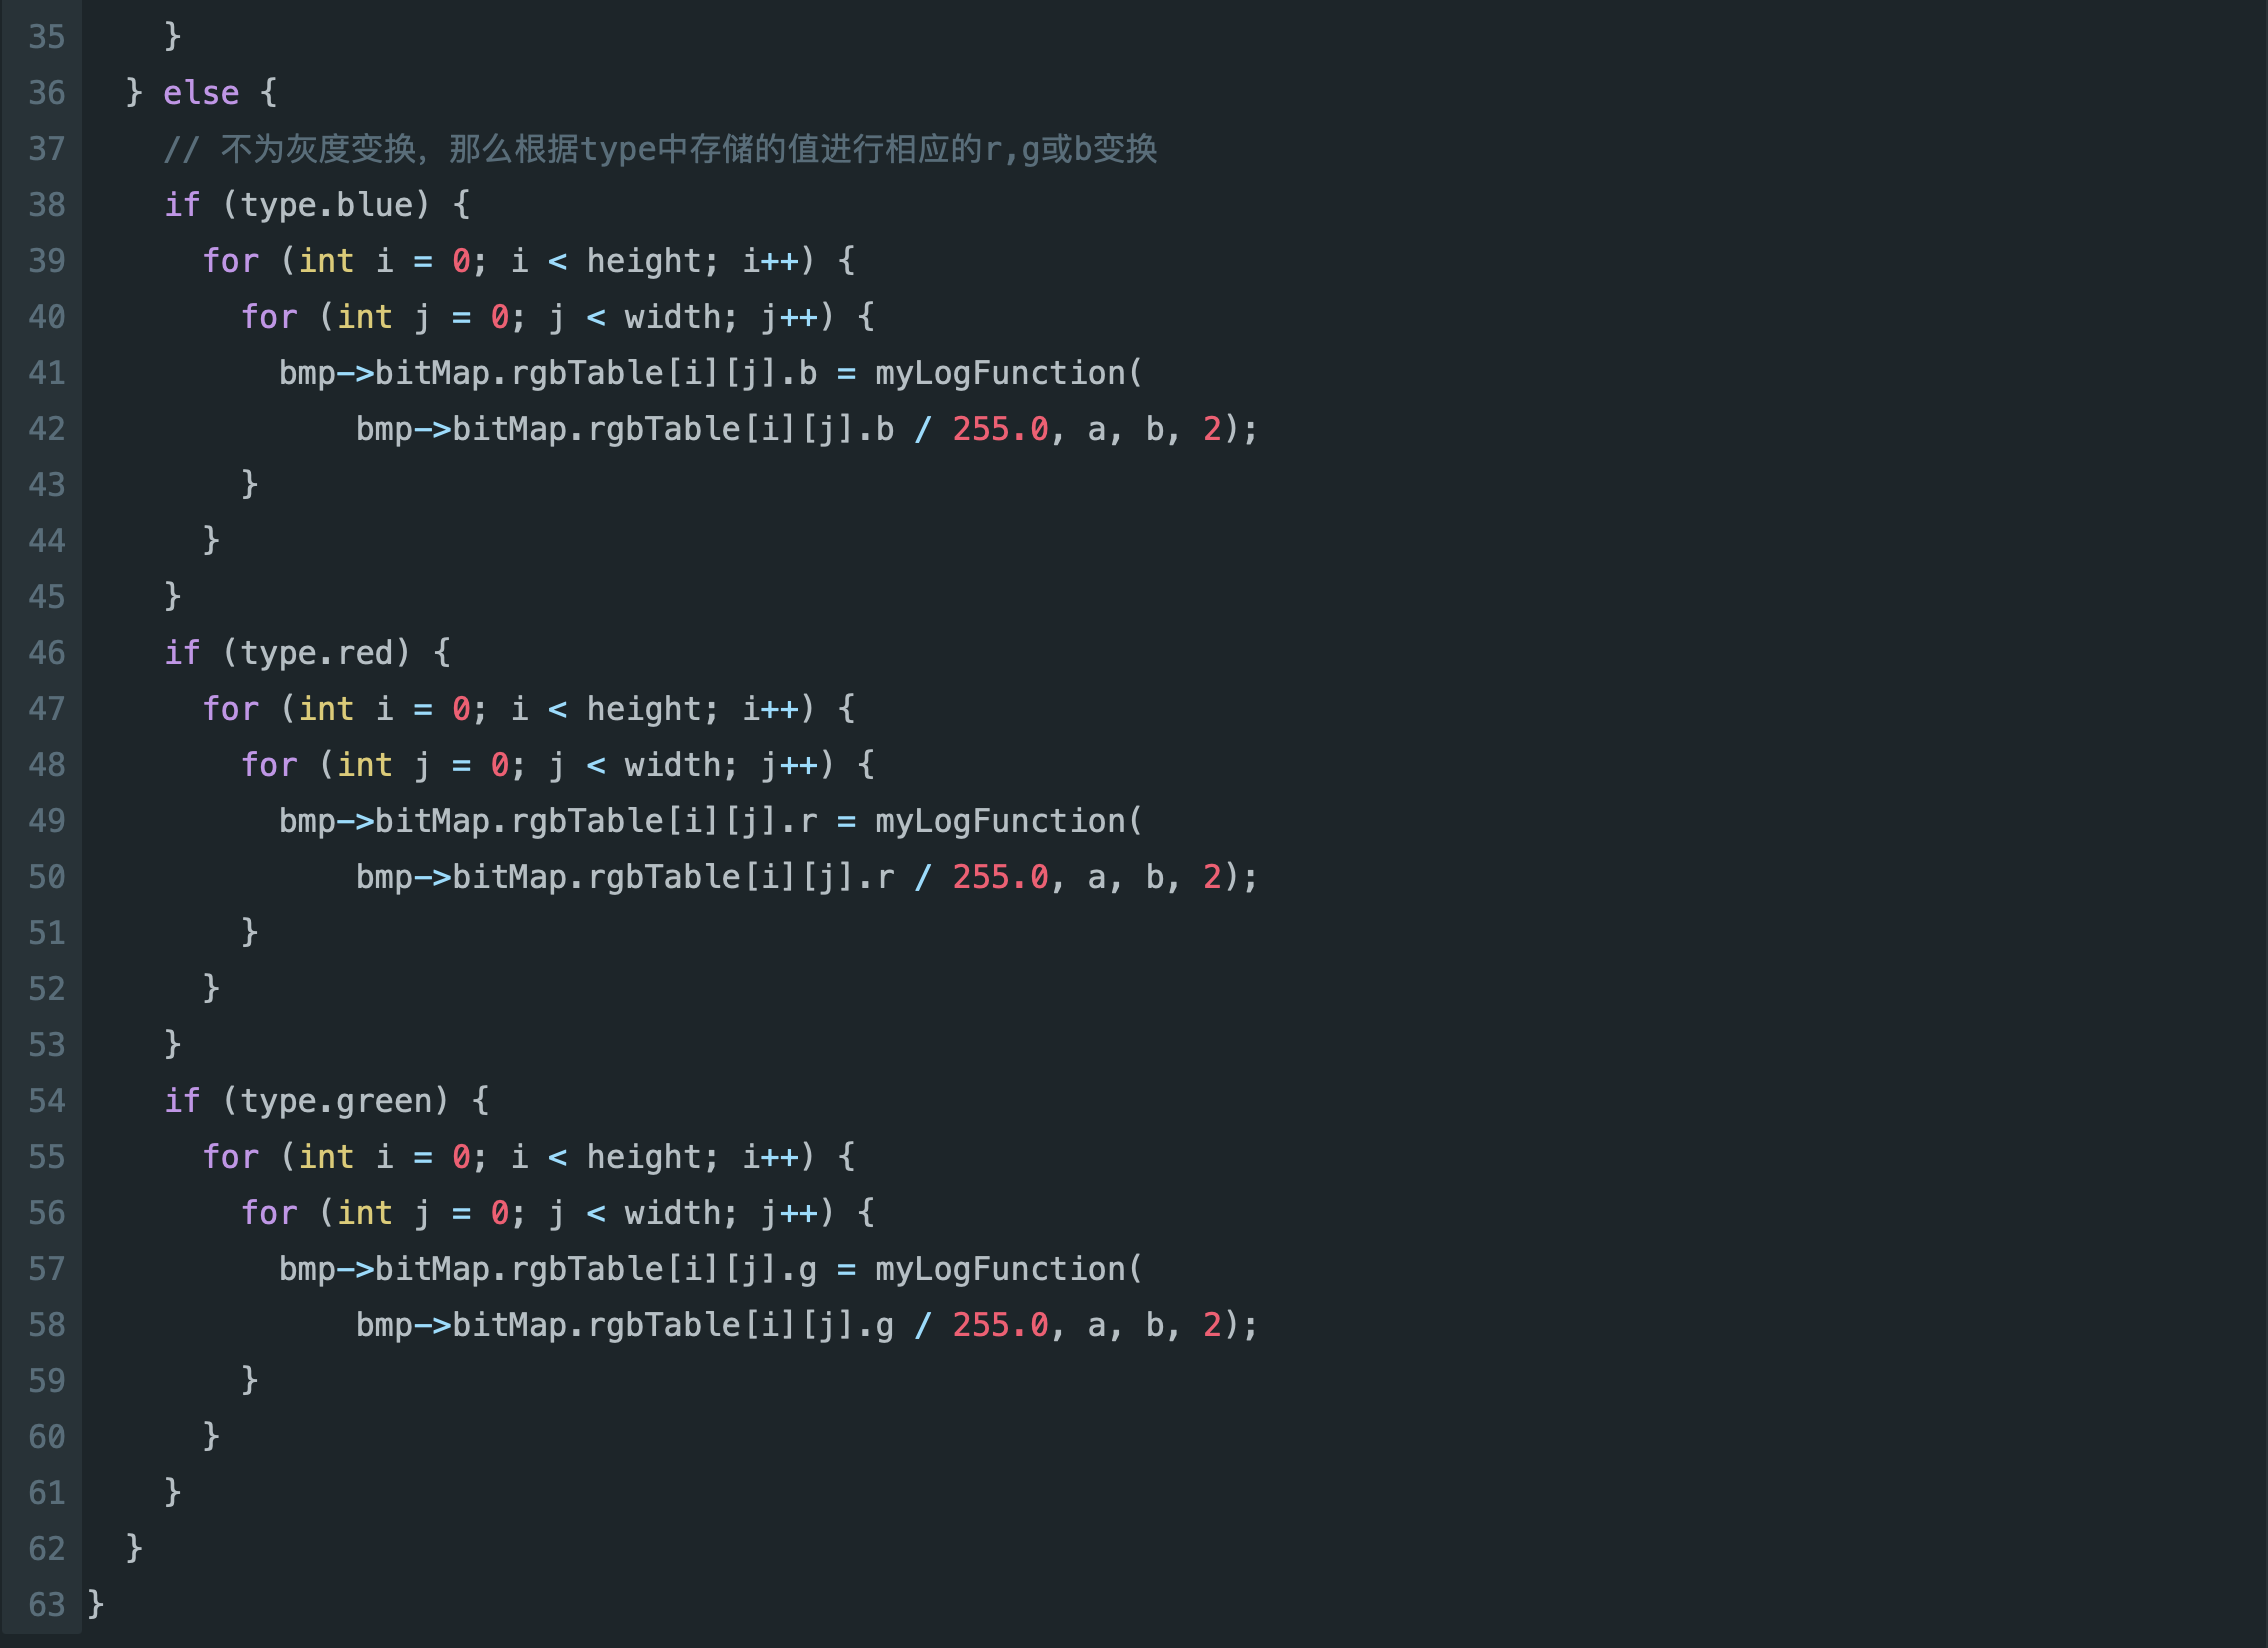 35     }
36   } else {
37     // 不为灰度变换，那么根据type中存储的值进行相应的r,g或b变换
38     if (type.blue) {
39       for (int i = 0; i < height; i++) {
40         for (int j = 0; j < width; j++) {
41           bmp->bitMap.rgbTable[i][j].b = myLogFunction(
42               bmp->bitMap.rgbTable[i][j].b / 255.0, a, b, 2);
43         }
44       }
45     }
46     if (type.red) {
47       for (int i = 0; i < height; i++) {
48         for (int j = 0; j < width; j++) {
49           bmp->bitMap.rgbTable[i][j].r = myLogFunction(
50               bmp->bitMap.rgbTable[i][j].r / 255.0, a, b, 2);
51         }
52       }
53     }
54     if (type.green) {
55       for (int i = 0; i < height; i++) {
56         for (int j = 0; j < width; j++) {
57           bmp->bitMap.rgbTable[i][j].g = myLogFunction(
58               bmp->bitMap.rgbTable[i][j].g / 255.0, a, b, 2);
59         }
60       }
61     }
62   }
63 }